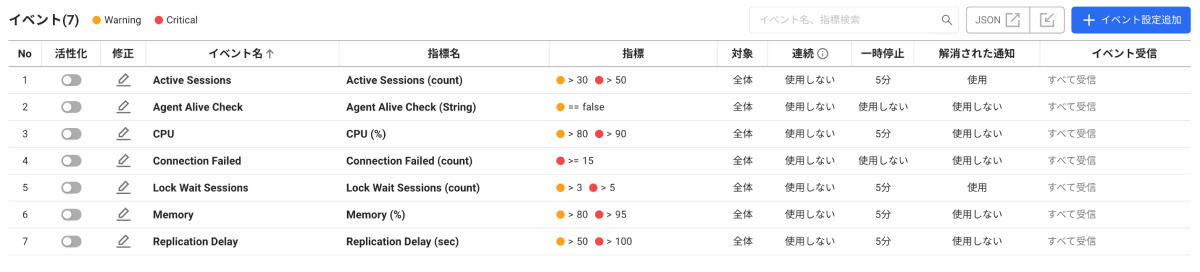 イベント(7) Warning Critical イベント名、指標検索 JSON イベント設定追加
No 活性化 修正 イベント名 ↑ 指標名 指標 対象 連続 一時停止 解消された通知 イベント受信
1 Active Sessions Active Sessions (count) > 30 > 50 全体 使用しない 5分 使用 すべて受信
2 Agent Alive Check Agent Alive Check (String) == false 全体 使用しない 使用しない 使用しない すべて受信
3 CPU CPU (%) > 80 > 90 全体 使用しない 5分 使用しない すべて受信
4 Connection Failed Connection Failed (count) >= 15 全体 使用しない 使用しない 使用しない すべて受信
5 Lock Wait Sessions Lock Wait Sessions (count) > 3 > 5 全体 使用しない 5分 使用 すべて受信
6 Memory Memory (%) > 80 > 95 全体 使用しない 5分 使用しない すべて受信
7 Replication Delay Replication Delay (sec) > 50 > 100 全体 使用しない 5分 使用しない すべて受信